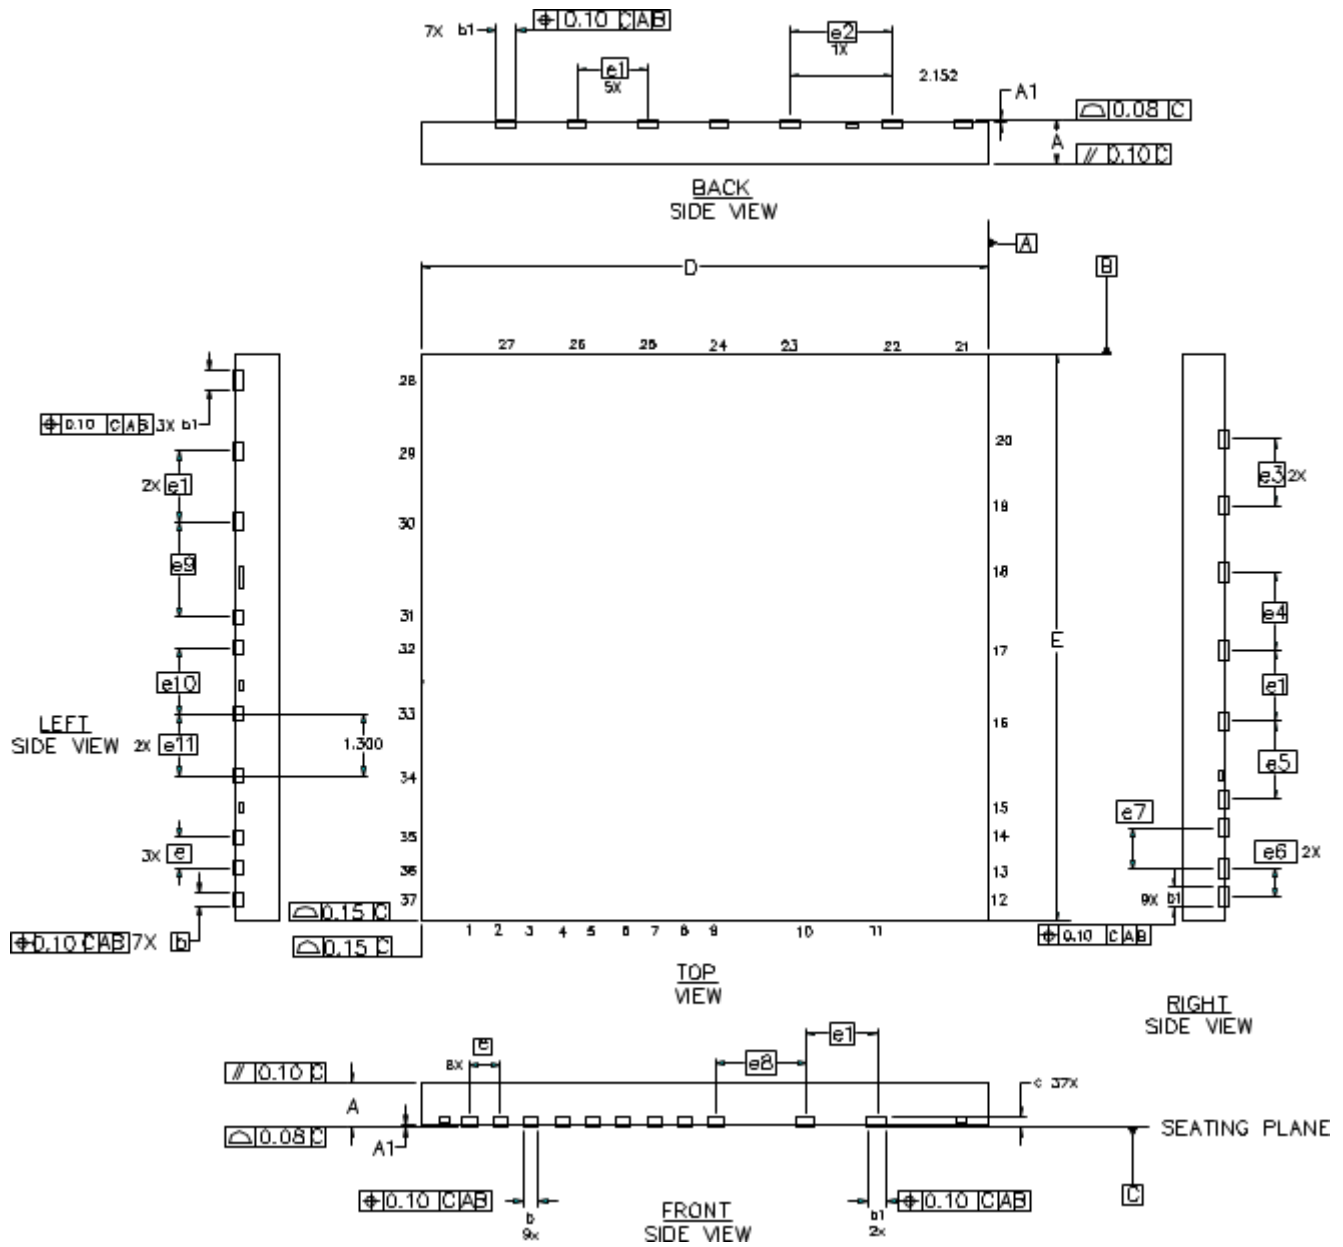 7X b1
⌖ 0.10 C A B
e1
5X
e2
1X
2.152
A1
⌓ 0.08 C
A
// 0.10 C
BACK
SIDE VIEW
A
D
B
27 26 25 24 23 22 21
28
29
30
31
32
33
34
35
36
37
⌖ 0.10 C A B 3X b1
2X e1
e9
e10
LEFT
SIDE VIEW
2X e11
1.300
3X e
⌖ 0.10 C A B 7X b
⌓ 0.15 C
⌓ 0.15 C
E
20
19
18
17
16
15
14
13
12
e3 2X
e4
e1
e5
e7
e6 2X
9X b1
⌖ 0.10 C A B
1 2 3 4 5 6 7 8 9 10 11
TOP
VIEW
RIGHT
SIDE VIEW
// 0.10 C
A
⌓ 0.08 C
A1
e
8X
e8
e1
c 37X
SEATING PLANE
C
⌖ 0.10 C A B
b
9x
b1
2x
⌖ 0.10 C A B
FRONT
SIDE VIEW